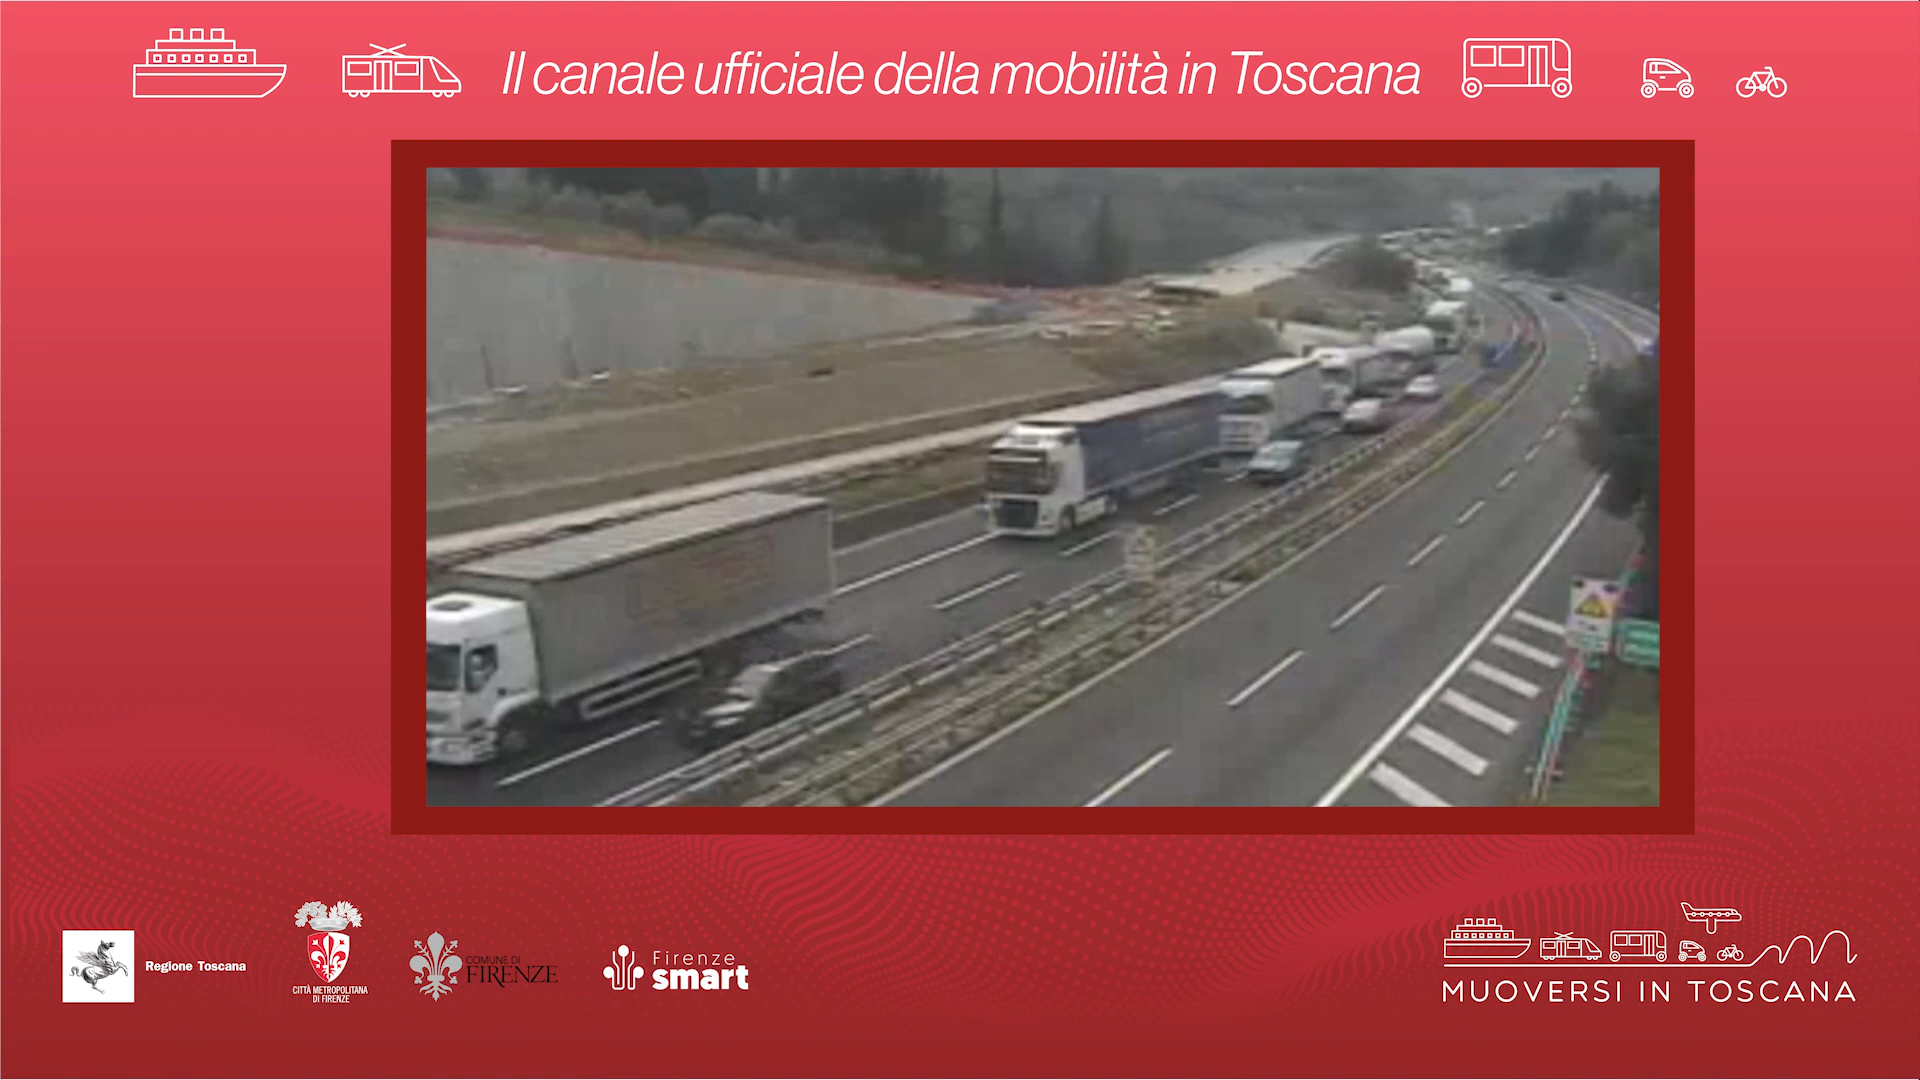 Il canale ufficiale della mobilità in Toscana
Regione Toscana
CITTÀ METROPOLITANA
DI FIRENZE
COMUNE DI
FIRENZE
Firenze
smart
MUOVERSI IN TOSCANA